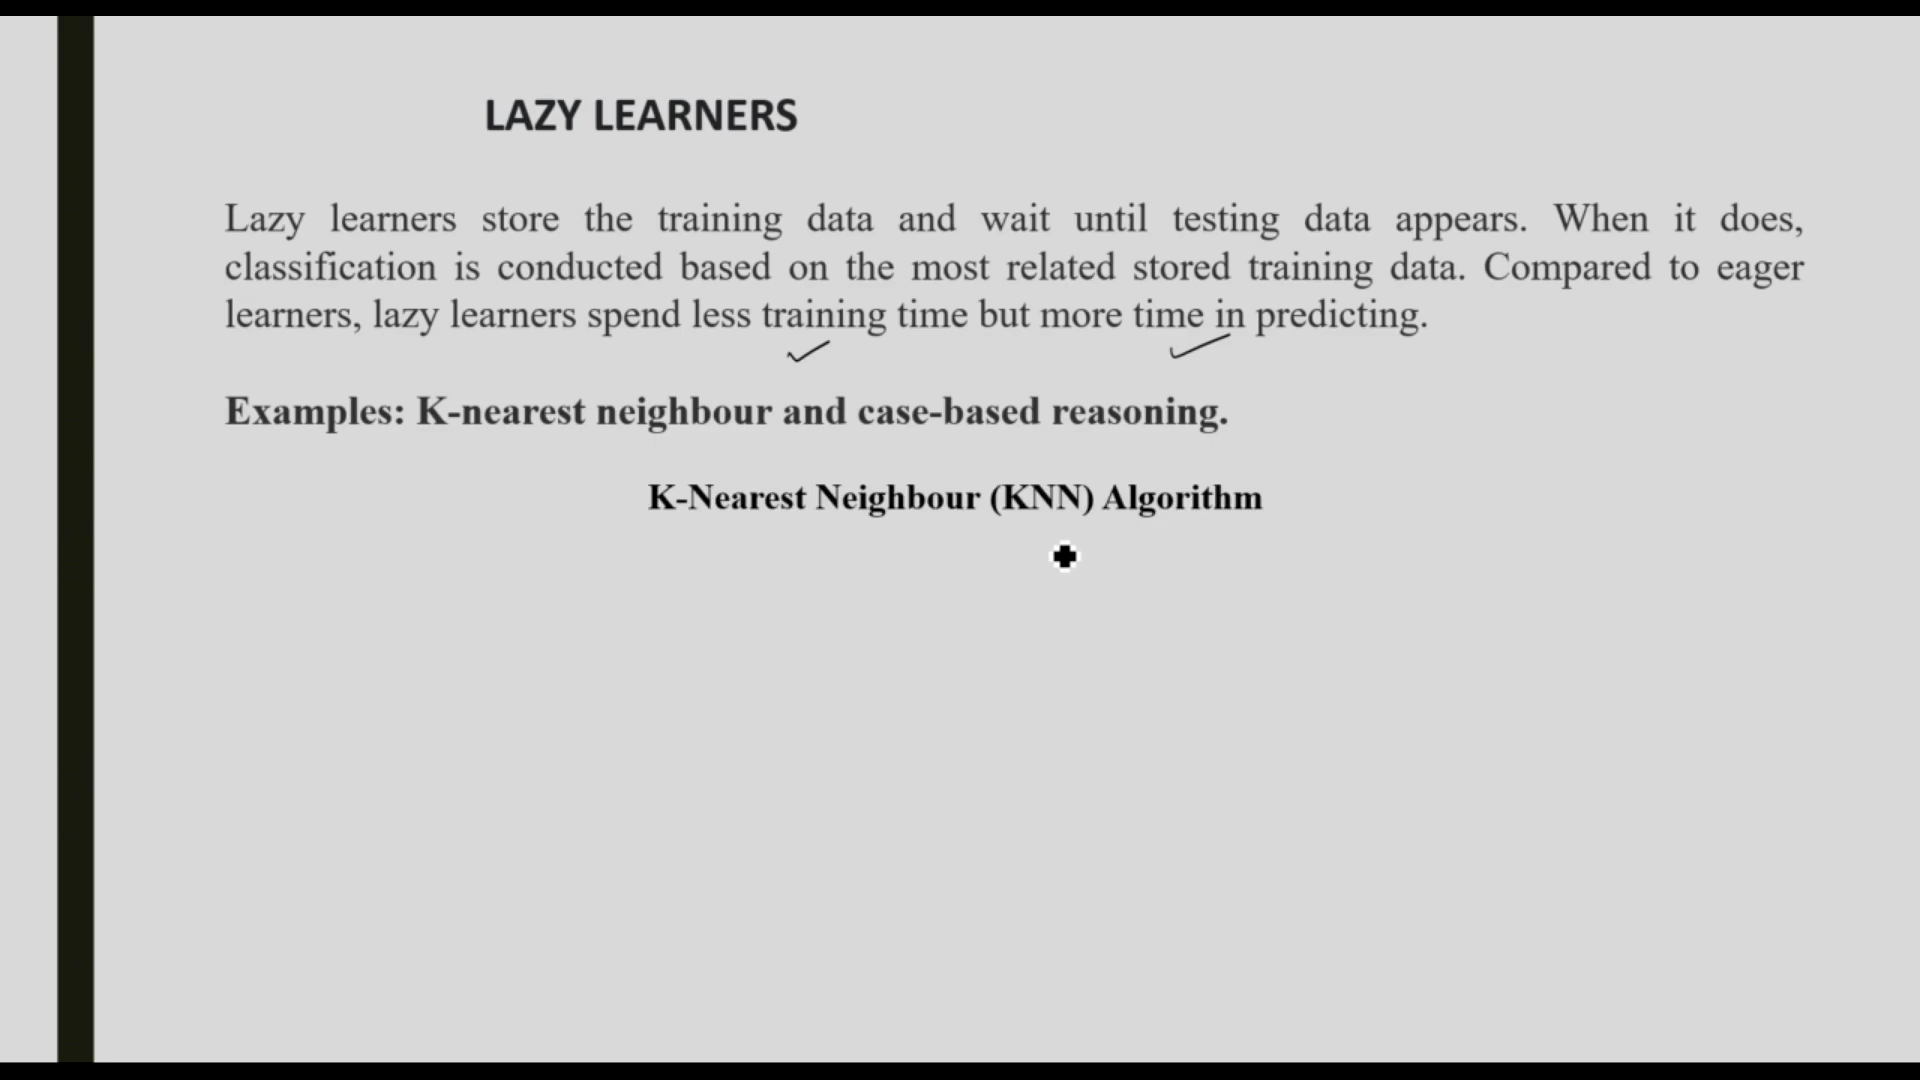 LAZY LEARNERS
Lazy learners store the training data and wait until testing data appears. When it does,
classification is conducted based on the most related stored training data. Compared to eager
learners, lazy learners spend less training time but more time in predicting.
Examples: K-nearest neighbour and case-based reasoning.
K-Nearest Neighbour (KNN) Algorithm